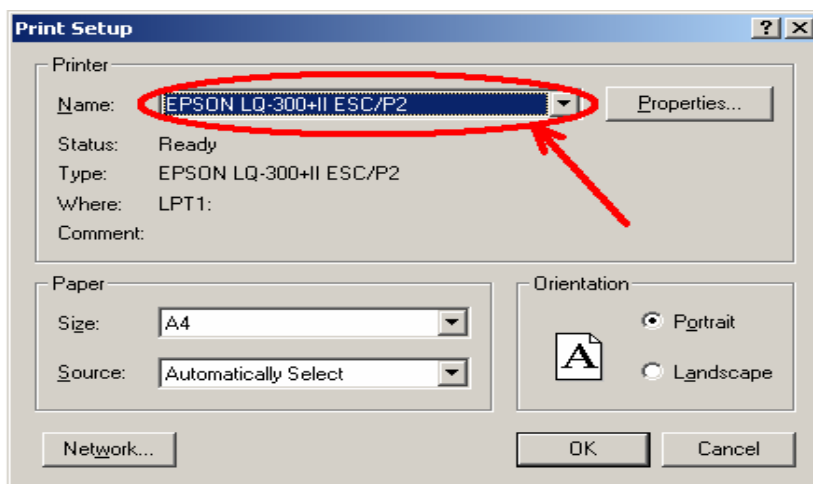 Print Setup
Printer
Name: EPSON LQ-300+II ESC/P2 Properties...
Status: Ready
Type: EPSON LQ-300+II ESC/P2
Where: LPT1:
Comment:
Paper
Size: A4
Source: Automatically Select
Orientation
A
Portrait
Landscape
Network... OK Cancel